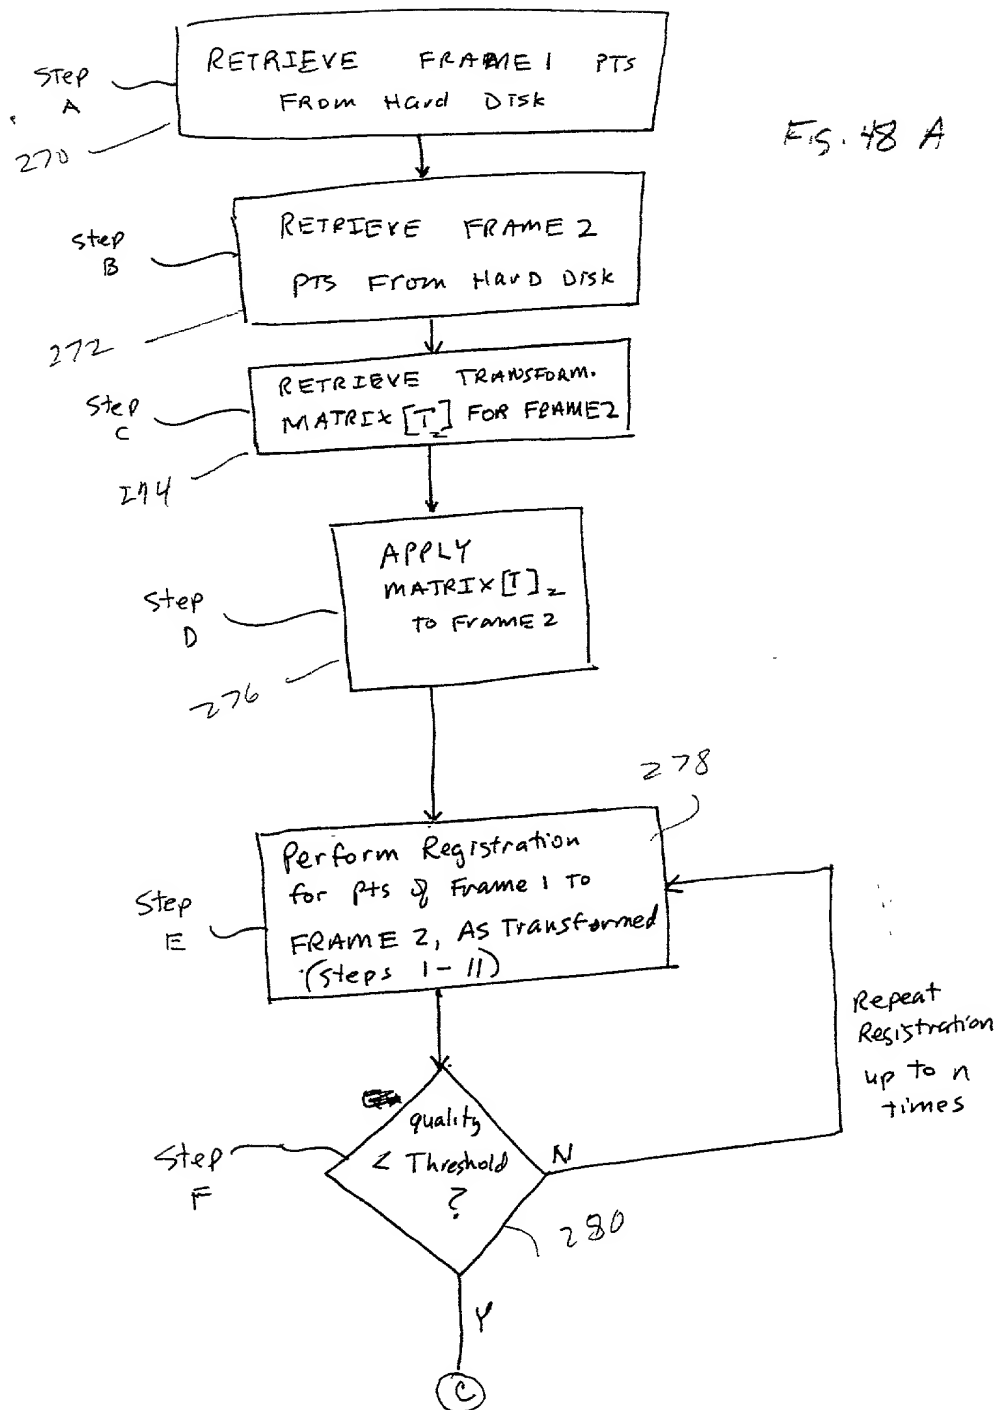 Fig. 48 A
Step
A
RETRIEVE FRAME 1 PTS
FROM Hard DISK
270
Step
B
RETRIEVE FRAME 2
PTS From HARD DISK
272
Step
C
RETRIEVE TRANSFORM.
MATRIX [T2] FOR FRAME 2
274
Step
D
APPLY
MATRIX [T]2
TO FRAME 2
276
278
Step
E
Perform Registration
for pts of Frame 1 To
FRAME 2, As Transformed
(steps 1-11)
Repeat
Registration
up to n
times
Step
F
quality
< Threshold
?
N
280
Y
C